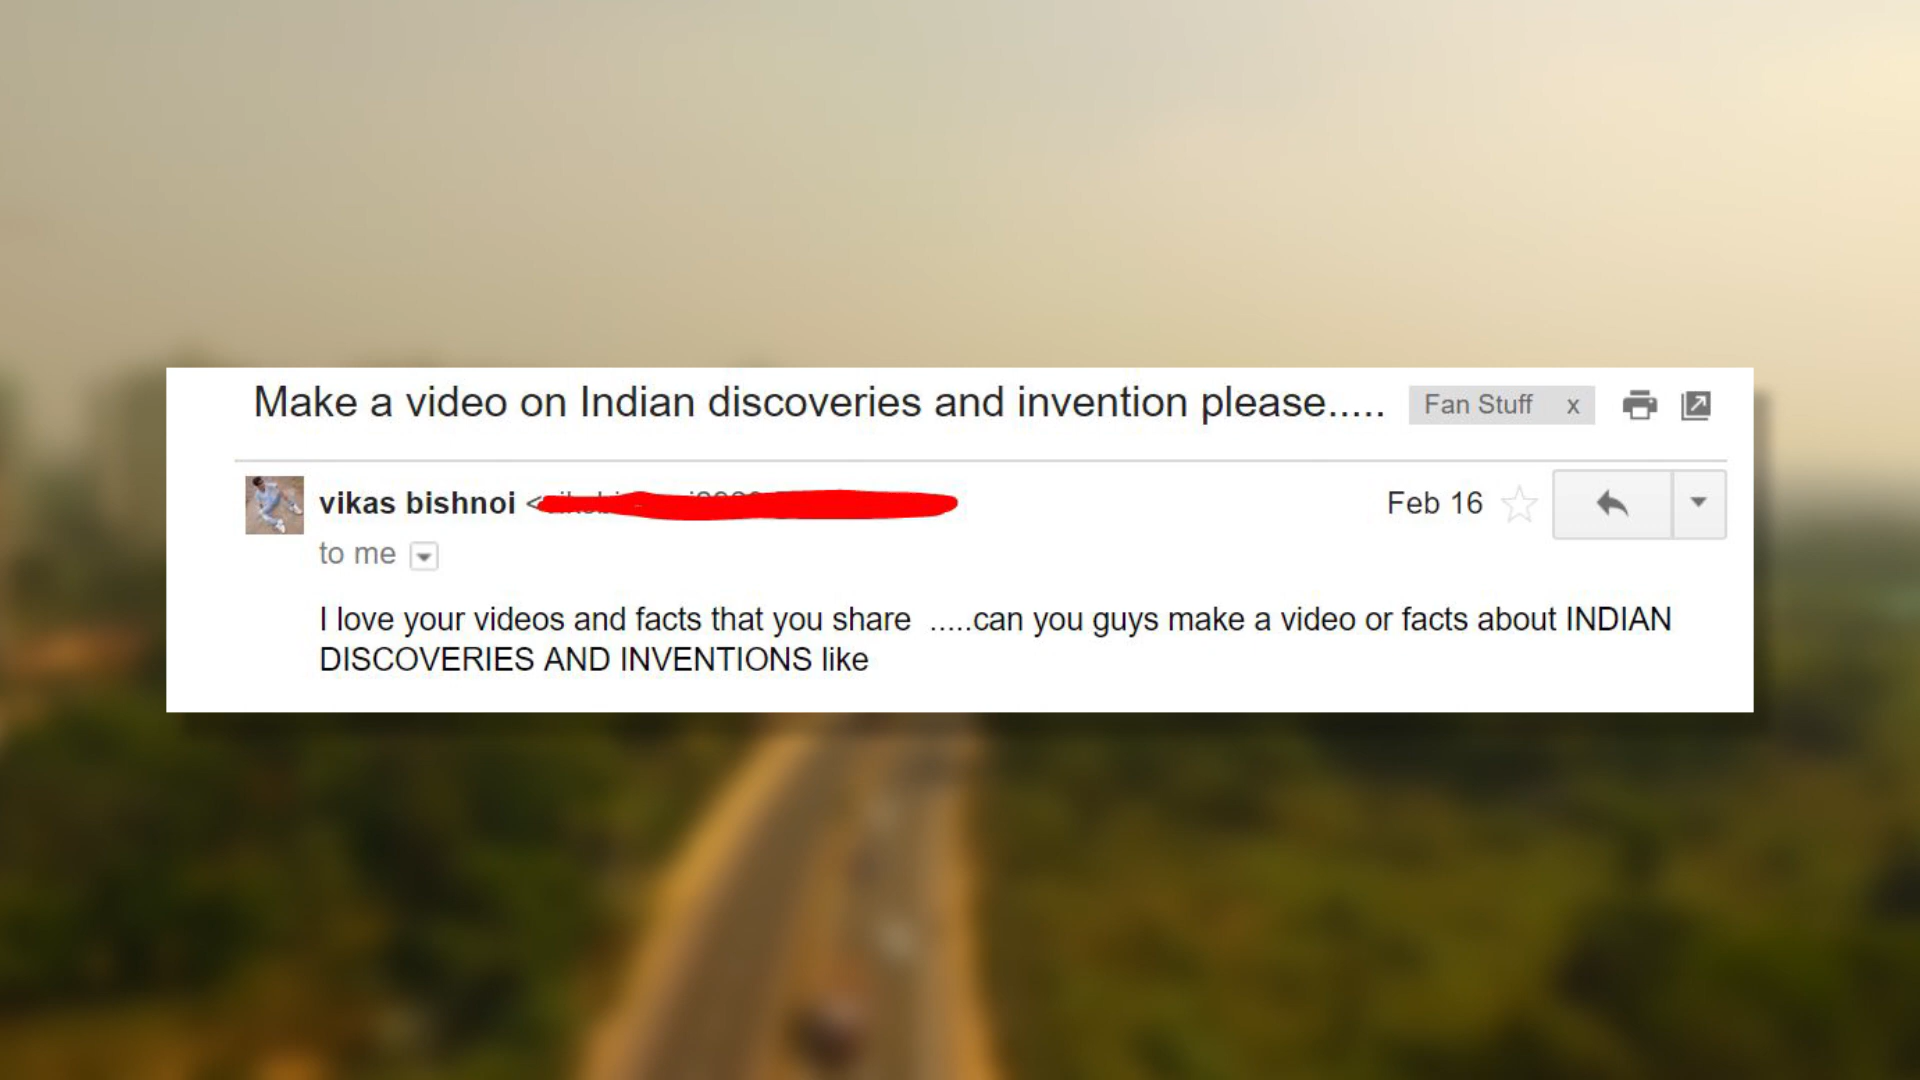 Make a video on Indian discoveries and invention please..... Fan Stuff x
vikas bishnoi < Feb 16
to me
I love your videos and facts that you share .....can you guys make a video or facts about INDIAN
DISCOVERIES AND INVENTIONS like